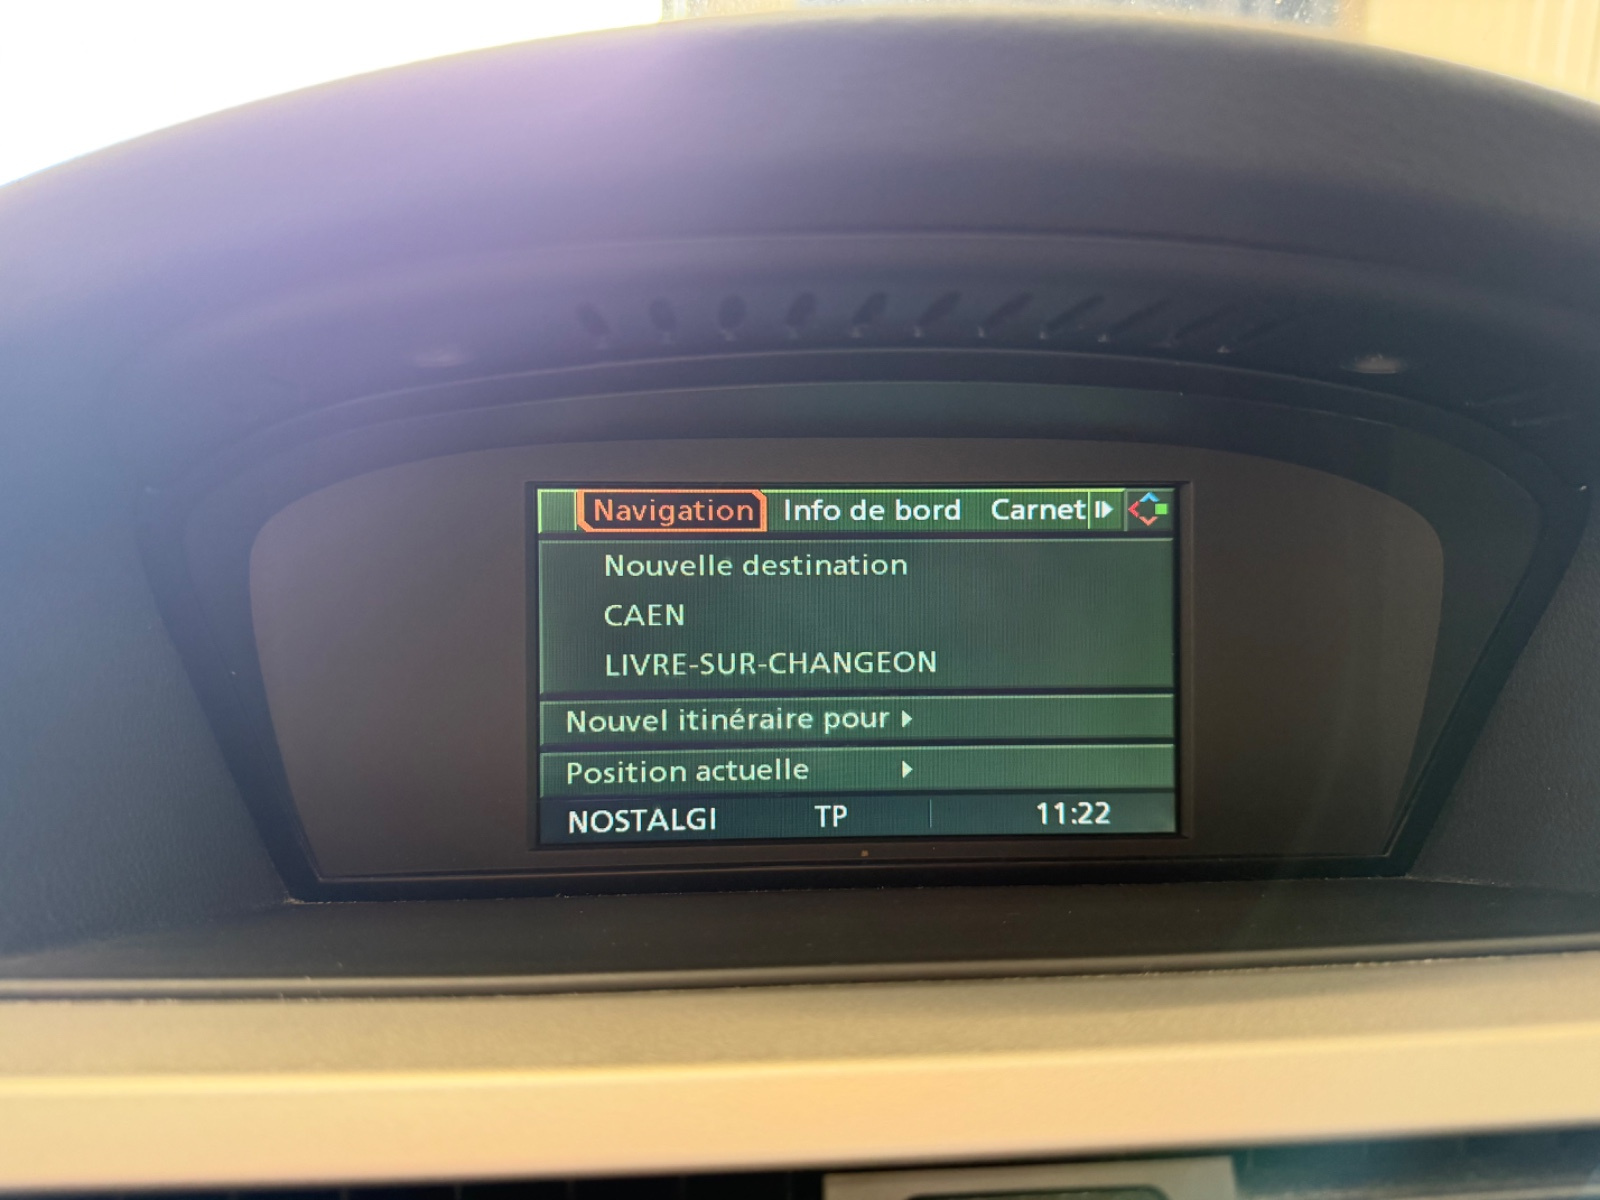 Navigation Info de bord Carnet
Nouvelle destination
CAEN
LIVRE-SUR-CHANGEON
Nouvel itinéraire pour
Position actuelle
NOSTALGI TP 11:22